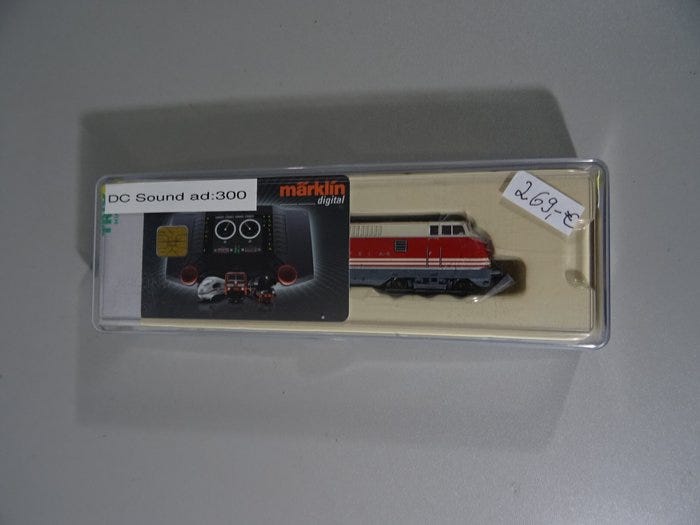 DC Sound ad:300
märklin
digital
269,-€